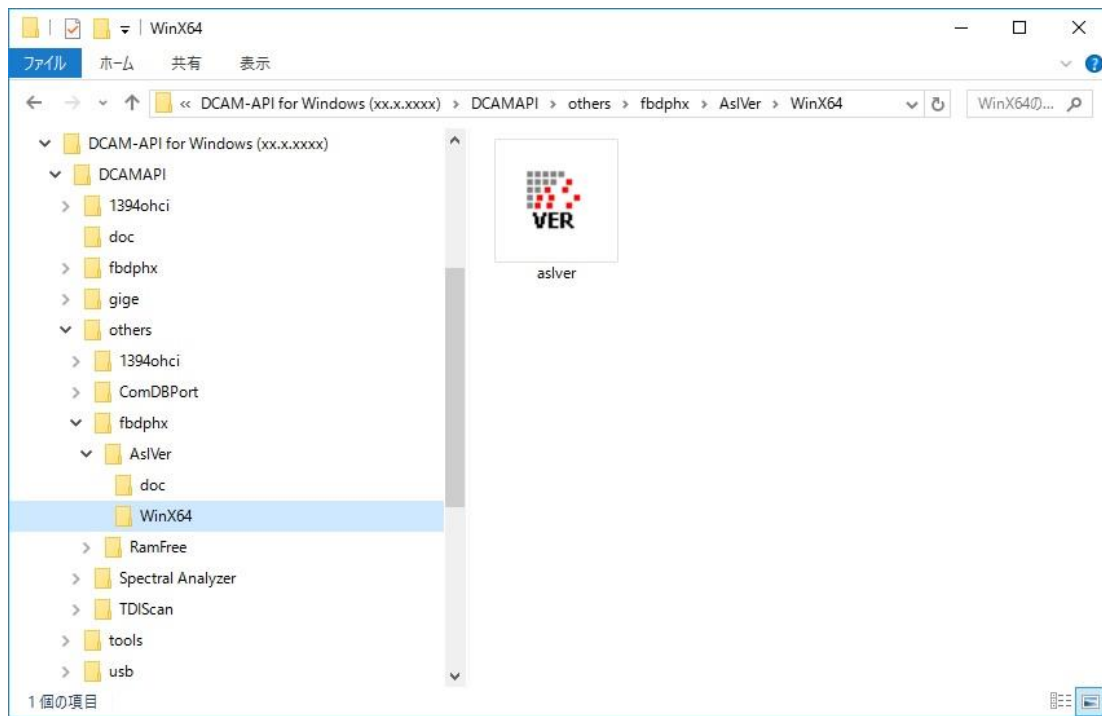 WinX64
ファイル ホーム 共有 表示
« DCAM-API for Windows (xx.x.xxxx) › DCAMAPI › others › fbdphx › AslVer › WinX64
WinX64の...
DCAM-API for Windows (xx.x.xxxx)
DCAMAPI
1394ohci
doc
fbdphx
gige
others
1394ohci
ComDBPort
fbdphx
AslVer
doc
WinX64
RamFree
Spectral Analyzer
TDIScan
tools
usb
VER
aslver
1 個の項目